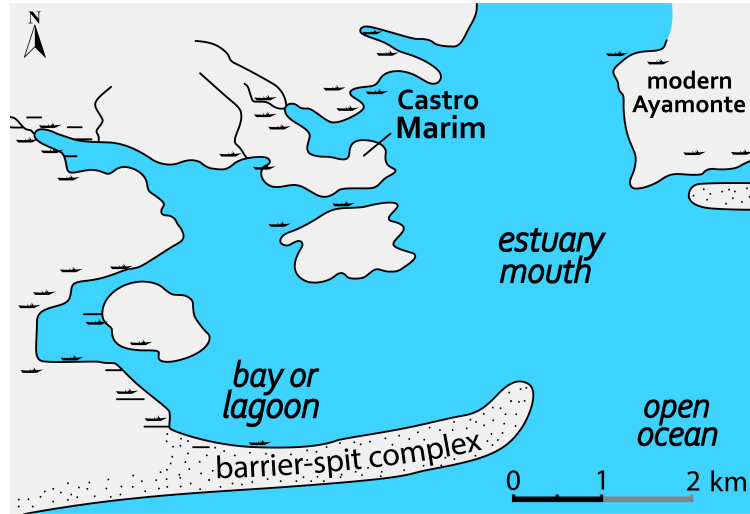 N
modern
Ayamonte
Castro
Marim
estuary
mouth
bay or
lagoon
open
ocean
barrier-spit complex
0 1 2 km